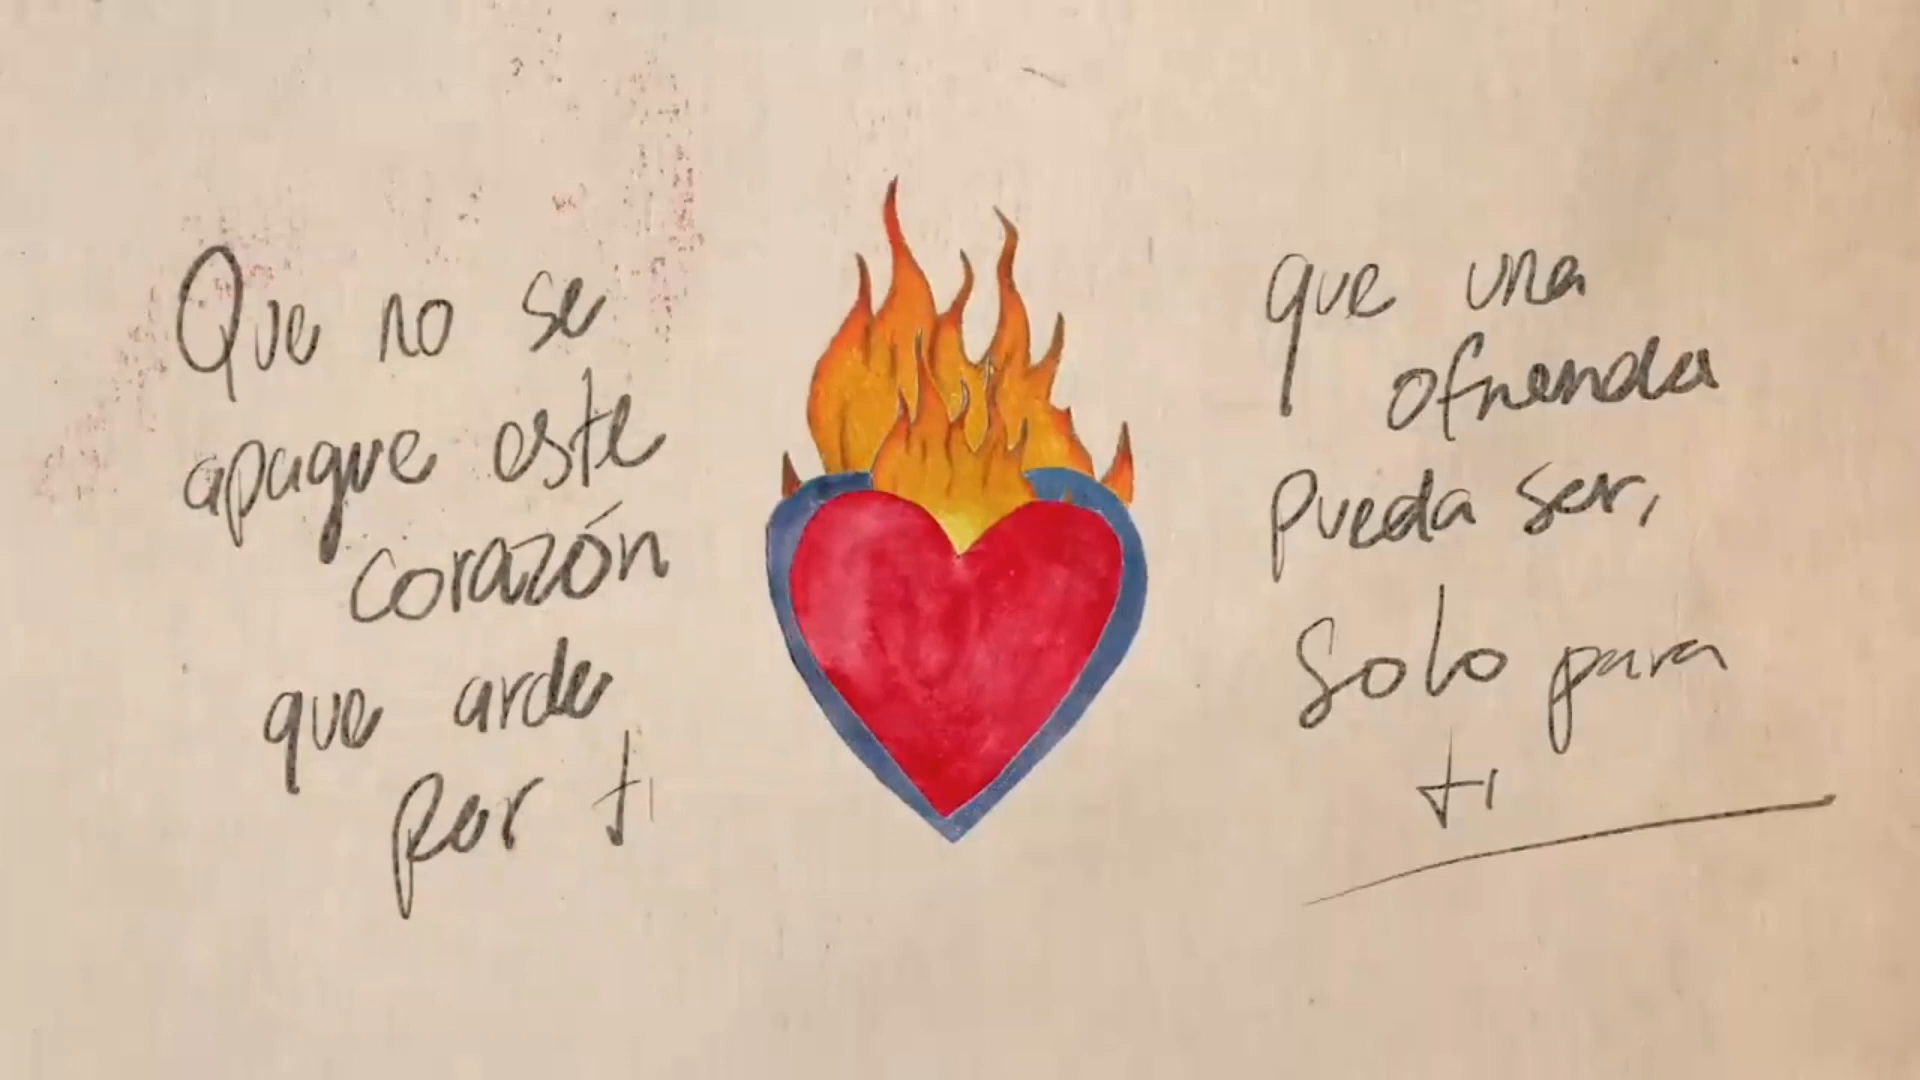 Que no se
apague este
corazón
que arde
por ti
que una
ofrenda
pueda ser,
solo para
ti